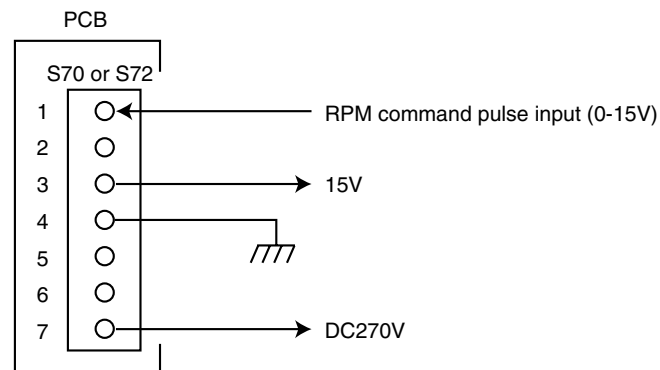 PCB
S70 or S72
1 RPM command pulse input (0-15V)
2
3 15V
4
5
6
7 DC270V